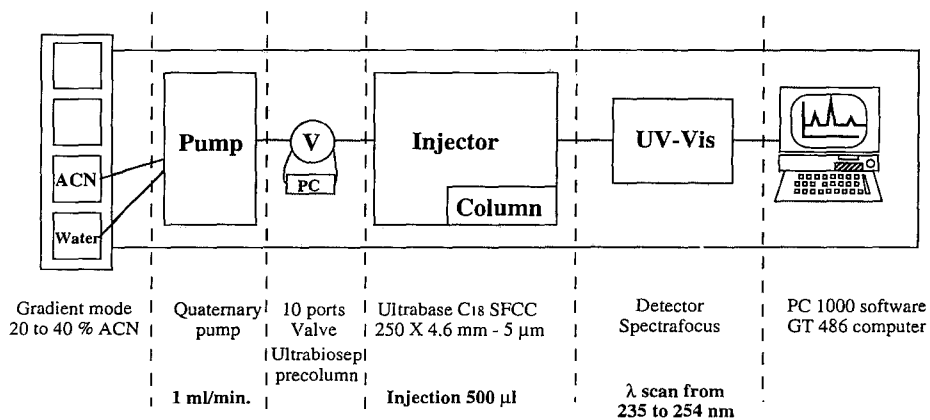 ACN
Water
Pump
V
PC
Injector
Column
UV-Vis
Gradient mode
20 to 40 % ACN
Quaternary
pump
1 ml/min.
10 ports
Valve
Ultrabiosep
precolumn
Ultrabase C18 SFCC
250 X 4.6 mm - 5 µm
Injection 500 µl
Detector
Spectrafocus
λ scan from
235 to 254 nm
PC 1000 software
GT 486 computer